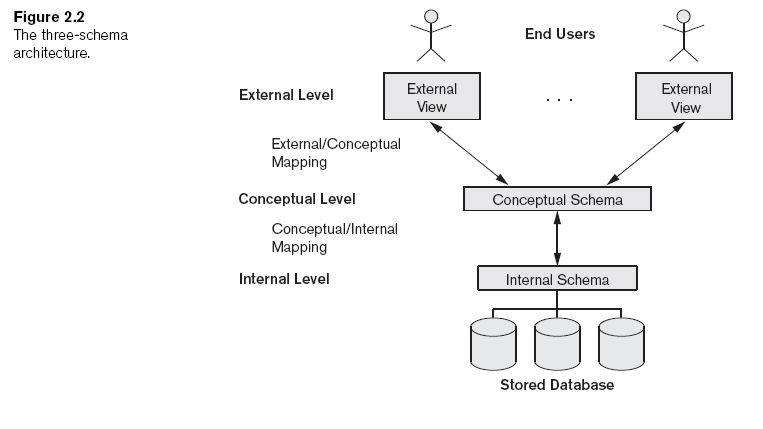 Figure 2.2
The three-schema
architecture.
End Users
External Level
External
View
. . .
External
View
External/Conceptual
Mapping
Conceptual Level
Conceptual Schema
Conceptual/Internal
Mapping
Internal Level
Internal Schema
Stored Database